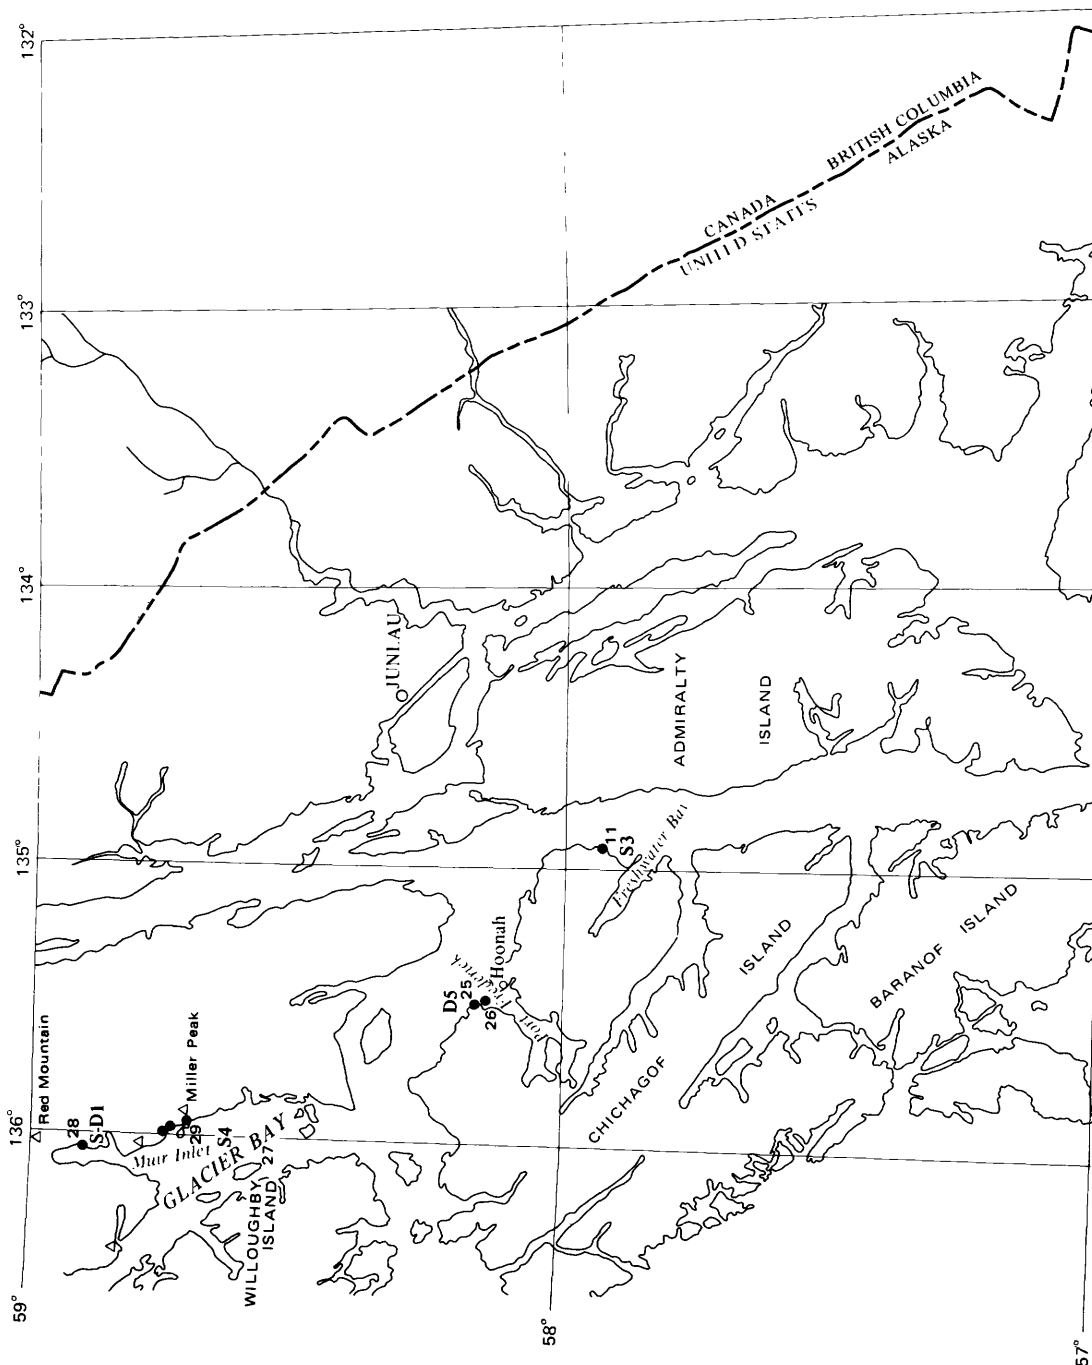 132°
133°
134°
135°
136°
59°
58°
57°
BRITISH COLUMBIA
ALASKA
CANADA
UNITED STATES
JUNEAU
ADMIRALTY
ISLAND
11
S3
Freshwater Bay
Hoonah
Port Frederick
D5
25
26
CHICHAGOF
ISLAND
BARANOF
ISLAND
Red Mountain
28
S-D1
Miller Peak
29
S4
Muir Inlet
GLACIER BAY
WILLOUGHBY
ISLAND
27